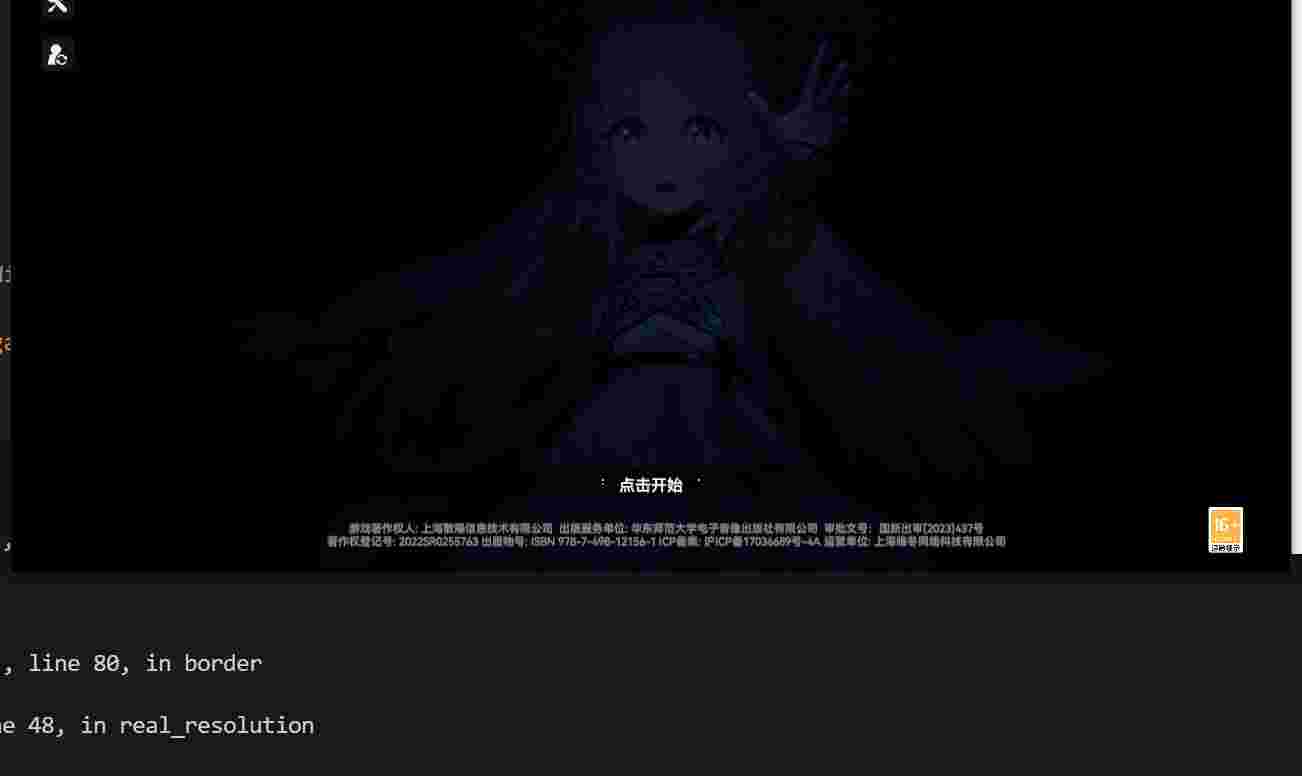 di
ga
点击开始
游戏著作权人: 上海散爆信息技术有限公司 出版服务单位: 华东师范大学电子音像出版社有限公司 审批文号: 国新出审[2023]437号
著作权登记号: 2022SR0255763 出版物号: ISBN 978-7-498-12156-1 ICP备案: 沪ICP备17036689号-4A 运营单位: 上海暖冬网络科技有限公司
16+
适龄提示
,
, line 80, in border
ne 48, in real_resolution